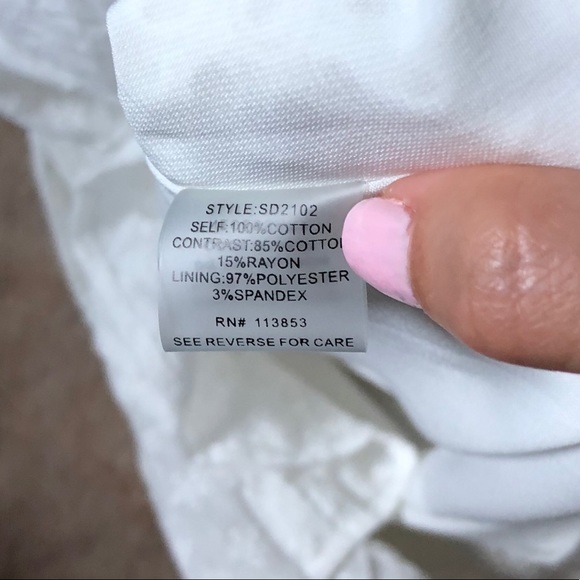 STYLE:SD2102
SELF:100%COTTON
CONTRAST:85%COTTO
15%RAYON
LINING:97%POLYESTER
3%SPANDEX
RN# 113853
SEE REVERSE FOR CARE